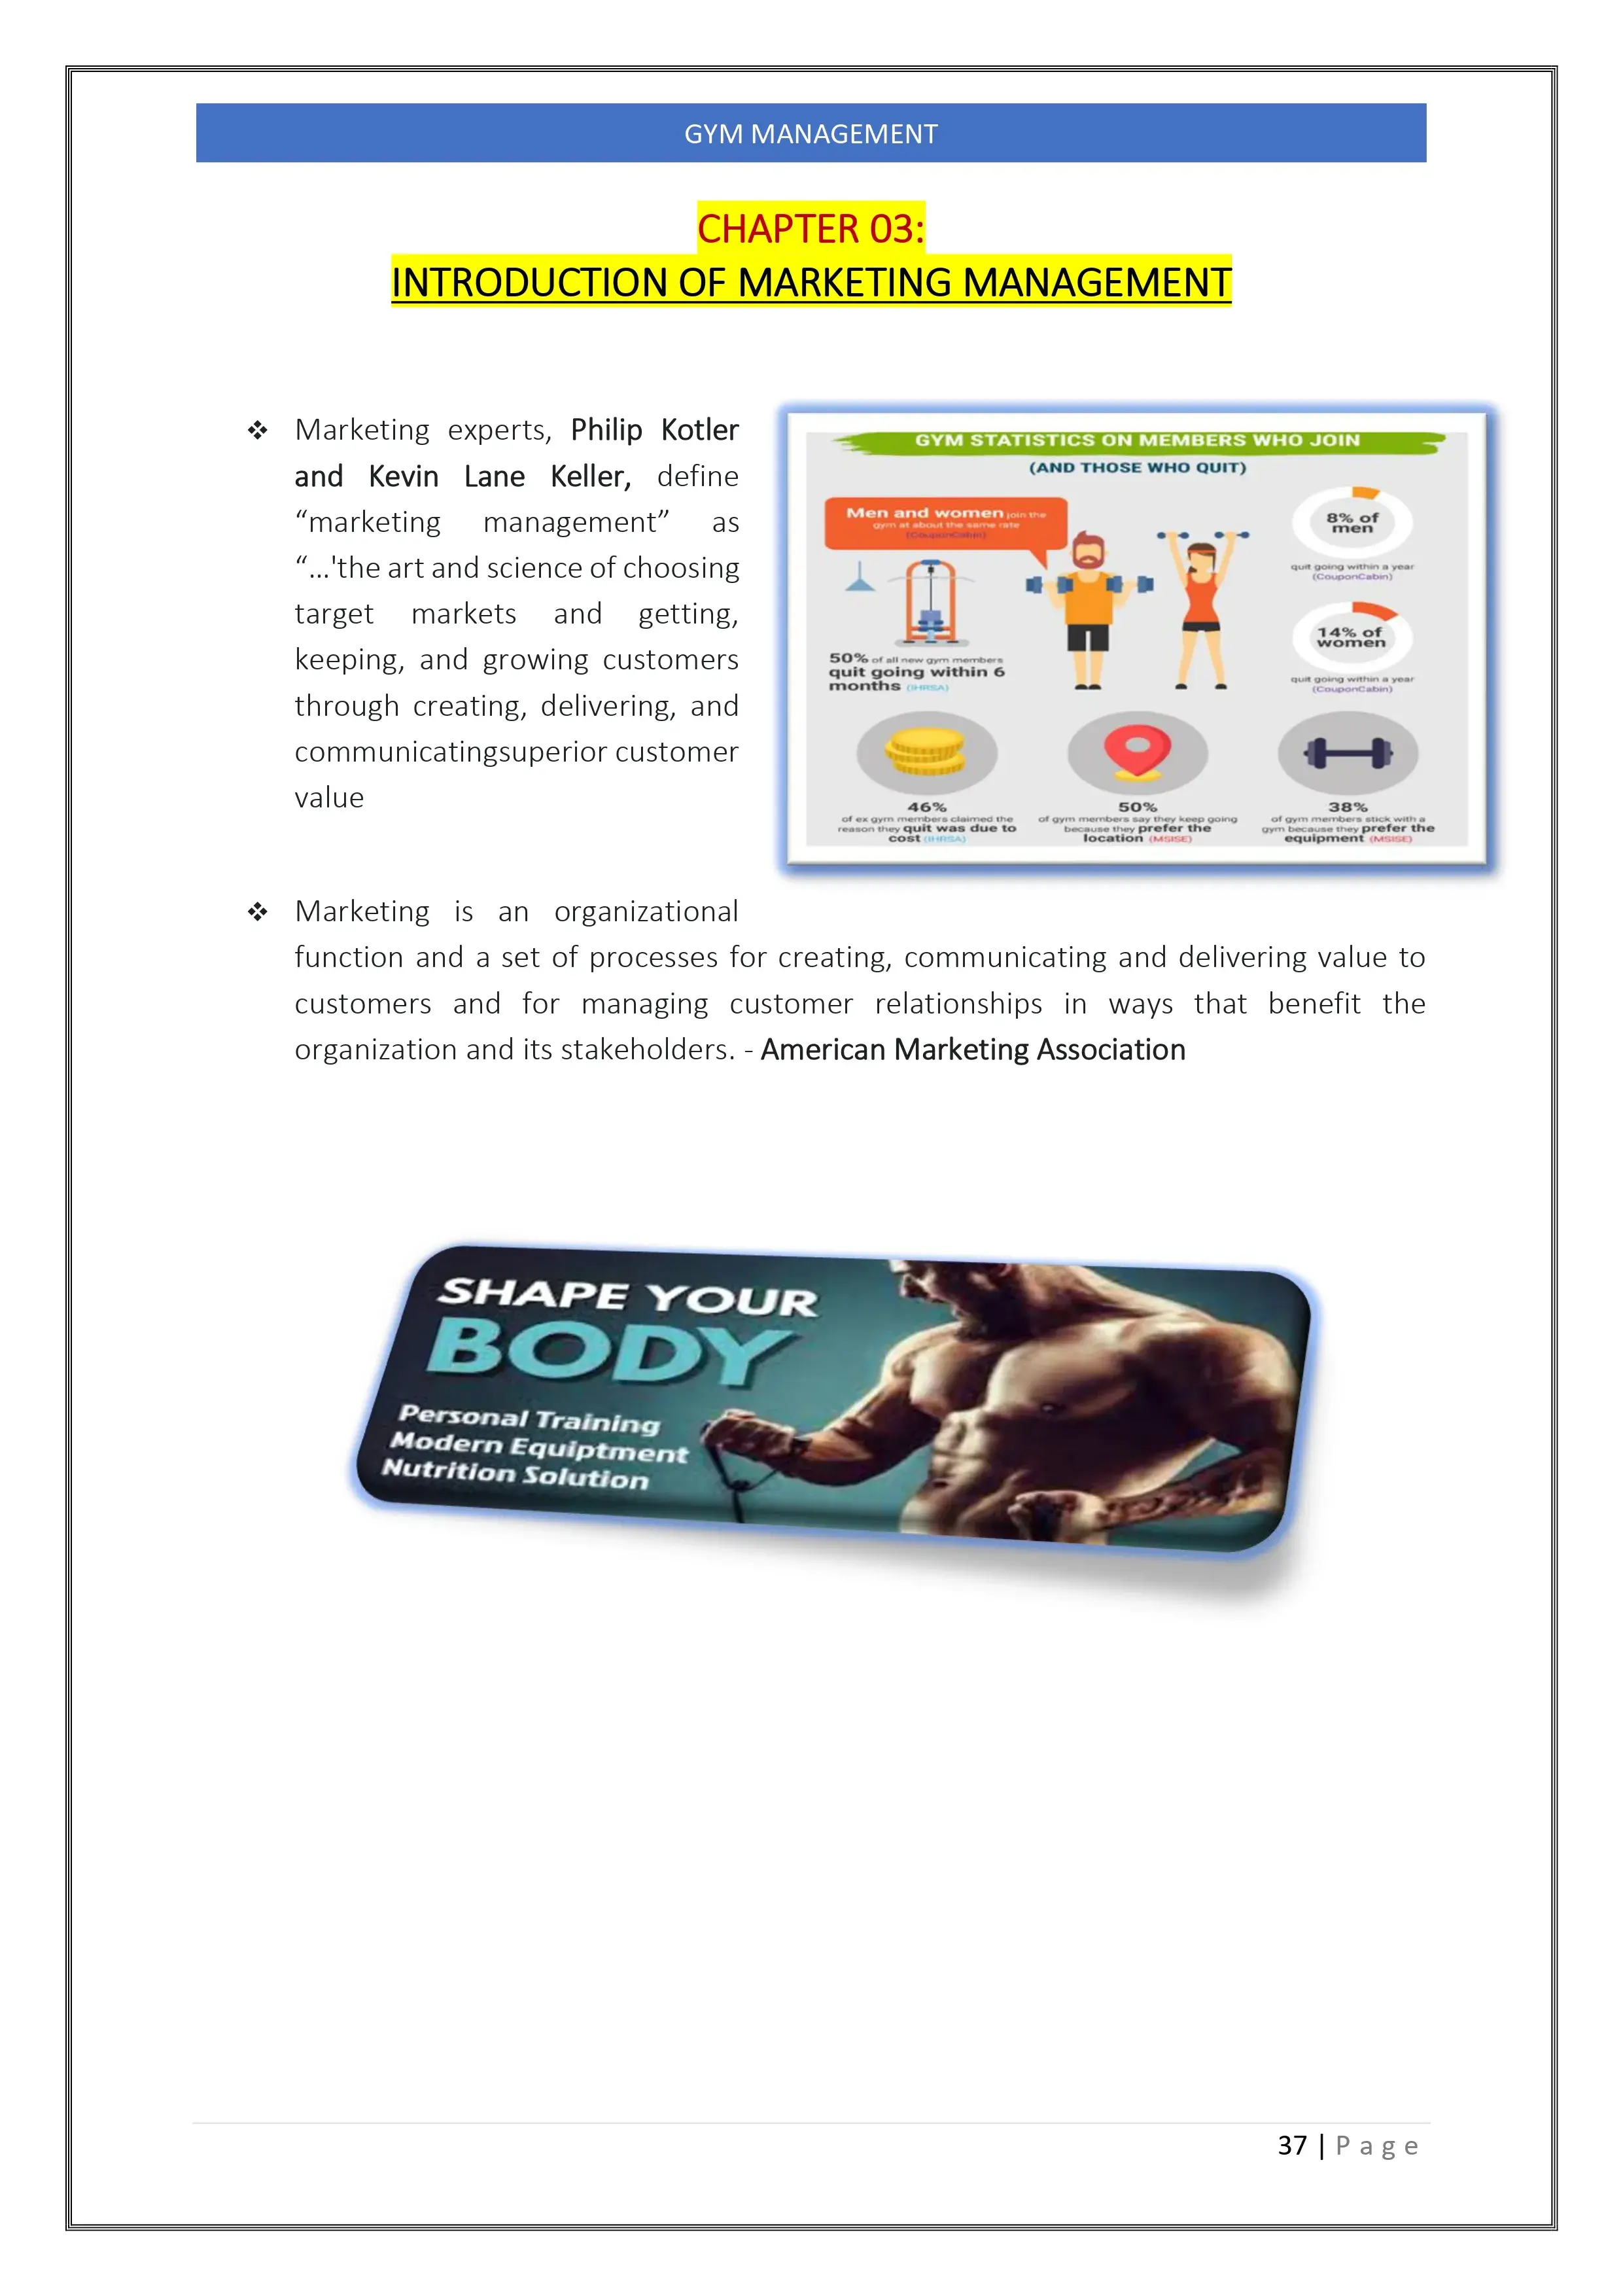 GYM MANAGEMENT
CHAPTER 03:
INTRODUCTION OF MARKETING MANAGEMENT
❖ Marketing experts, Philip Kotler
and Kevin Lane Keller, define
“marketing management” as
“…'the art and science of choosing
target markets and getting,
keeping, and growing customers
through creating, delivering, and
communicatingsuperior customer
value
GYM STATISTICS ON MEMBERS WHO JOIN
(AND THOSE WHO QUIT)
Men and women join the
gym at about the same rate
(CouponCabin)
8% of
men
quit going within a year
(CouponCabin)
14% of
women
quit going within a year
(CouponCabin)
50% of all new gym members
quit going within 6
months (IHRSA)
46%
of ex gym members claimed the
reason they quit was due to
cost (IHRSA)
50%
of gym members say they keep going
because they prefer the
location (MSISE)
38%
of gym members stick with a
gym because they prefer the
equipment (MSISE)
❖ Marketing is an organizational
function and a set of processes for creating, communicating and delivering value to
customers and for managing customer relationships in ways that benefit the
organization and its stakeholders. - American Marketing Association
SHAPE YOUR
BODY
Personal Training
Modern Equiptment
Nutrition Solution
37 | Page